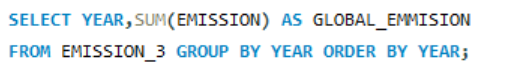 SELECT YEAR,SUM(EMISSION) AS GLOBAL_EMMISION
FROM EMISSION_3 GROUP BY YEAR ORDER BY YEAR;